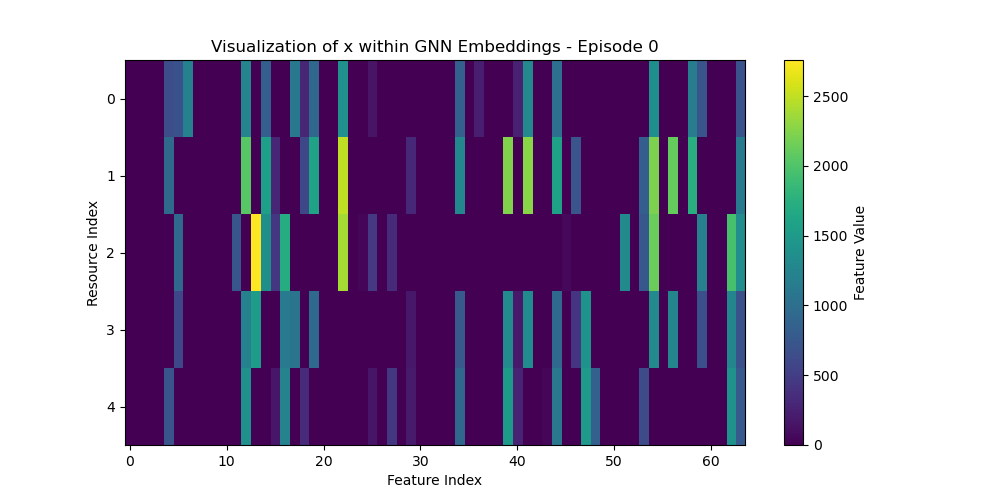 Visualization of x within GNN Embeddings - Episode 0
Resource Index
0
1
2
3
4
0 10 20 30 40 50 60
Feature Index
2500
2000
1500
1000
500
0
Feature Value